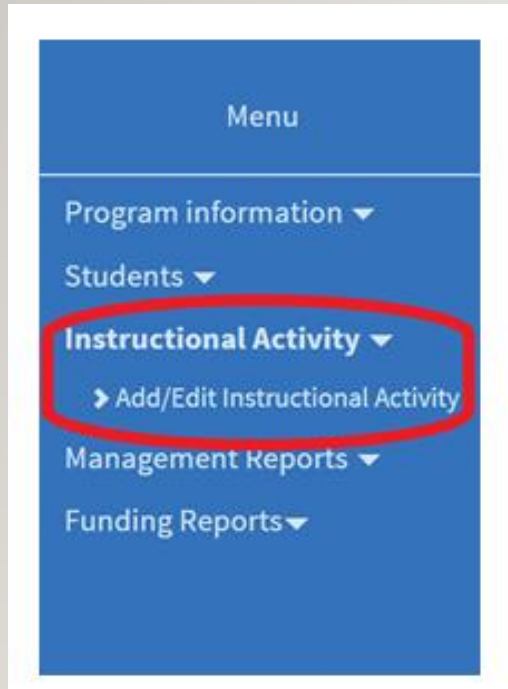 Menu
Program information
Students
Instructional Activity
Add/Edit Instructional Activity
Management Reports
Funding Reports